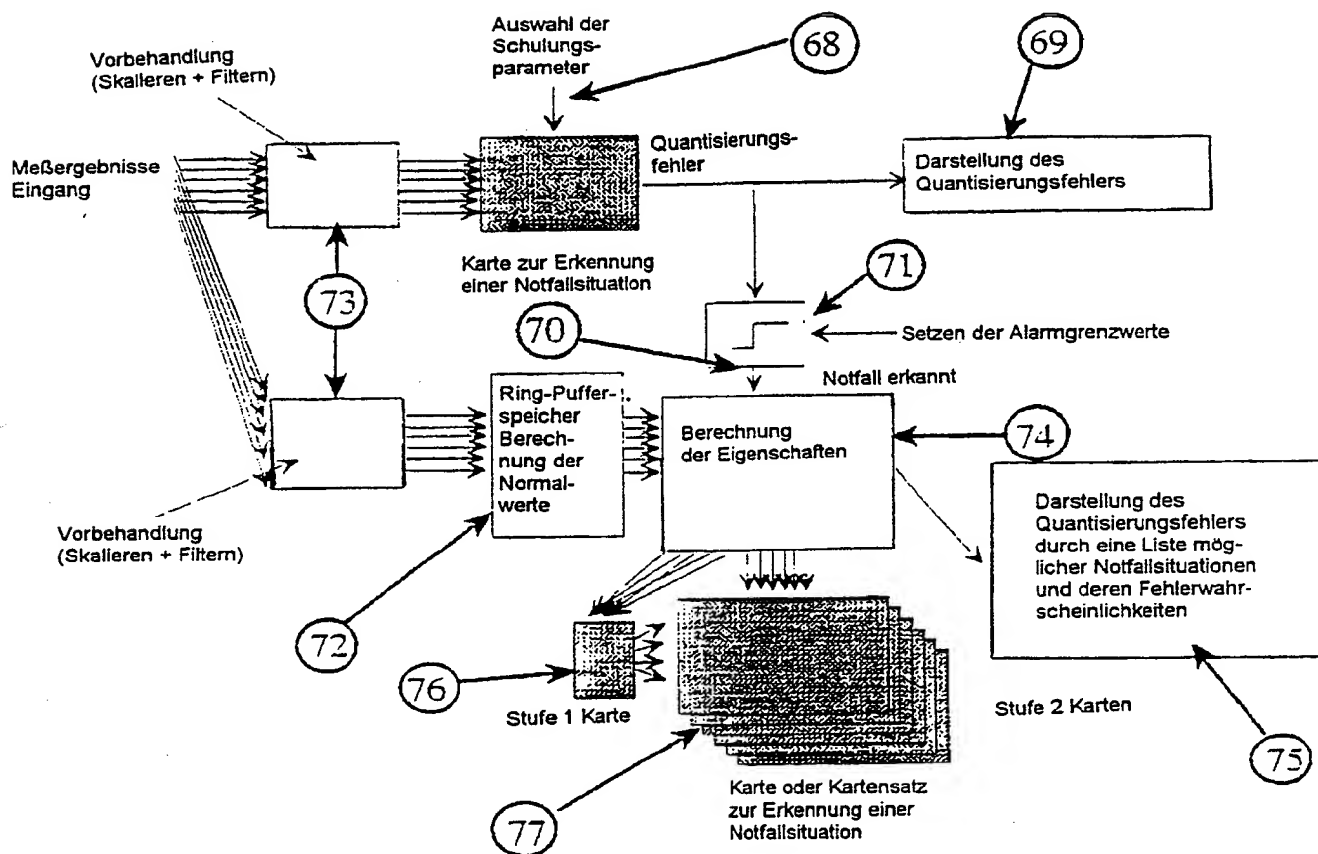 Auswahl der
Schulungs-
parameter
68
69
Vorbehandlung
(Skalieren + Filtern)
Meßergebnisse
Eingang
Quantisierungs-
fehler
Darstellung des
Quantisierungsfehlers
73
Karte zur Erkennung
einer Notfallsituation
71
70
Setzen der Alarmgrenzwerte
Notfall erkannt
Ring-Puffer-
speicher
Berech-
nung der
Normal-
werte
Berechnung
der Eigenschaften
74
Darstellung des
Quantisierungsfehlers
durch eine Liste mög-
licher Notfallsituationen
und deren Fehlerwahr-
scheinlichkeiten
Vorbehandlung
(Skalieren + Filtern)
72
76
Stufe 1 Karte
Stufe 2 Karten
75
77
Karte oder Kartensatz
zur Erkennung einer
Notfallsituation